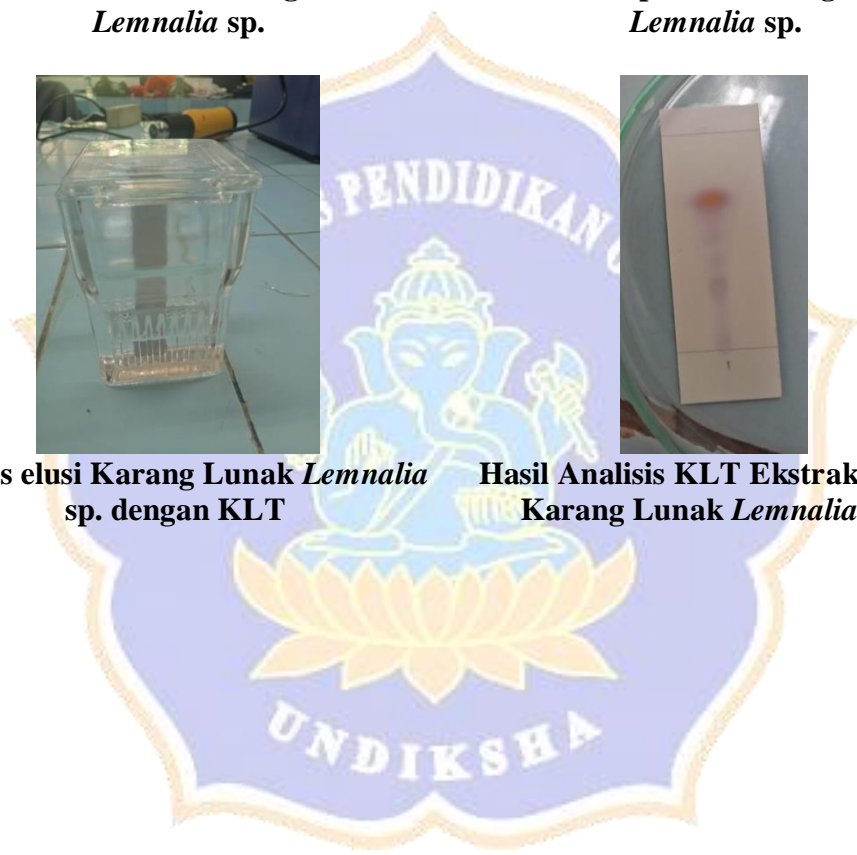 Lemnalia sp.
Lemnalia sp.
s elusi Karang Lunak Lemnalia
sp. dengan KLT
Hasil Analisis KLT Ekstrak
Karang Lunak Lemnalia
S PENDIDIKAN G
UNDIKSHA
1